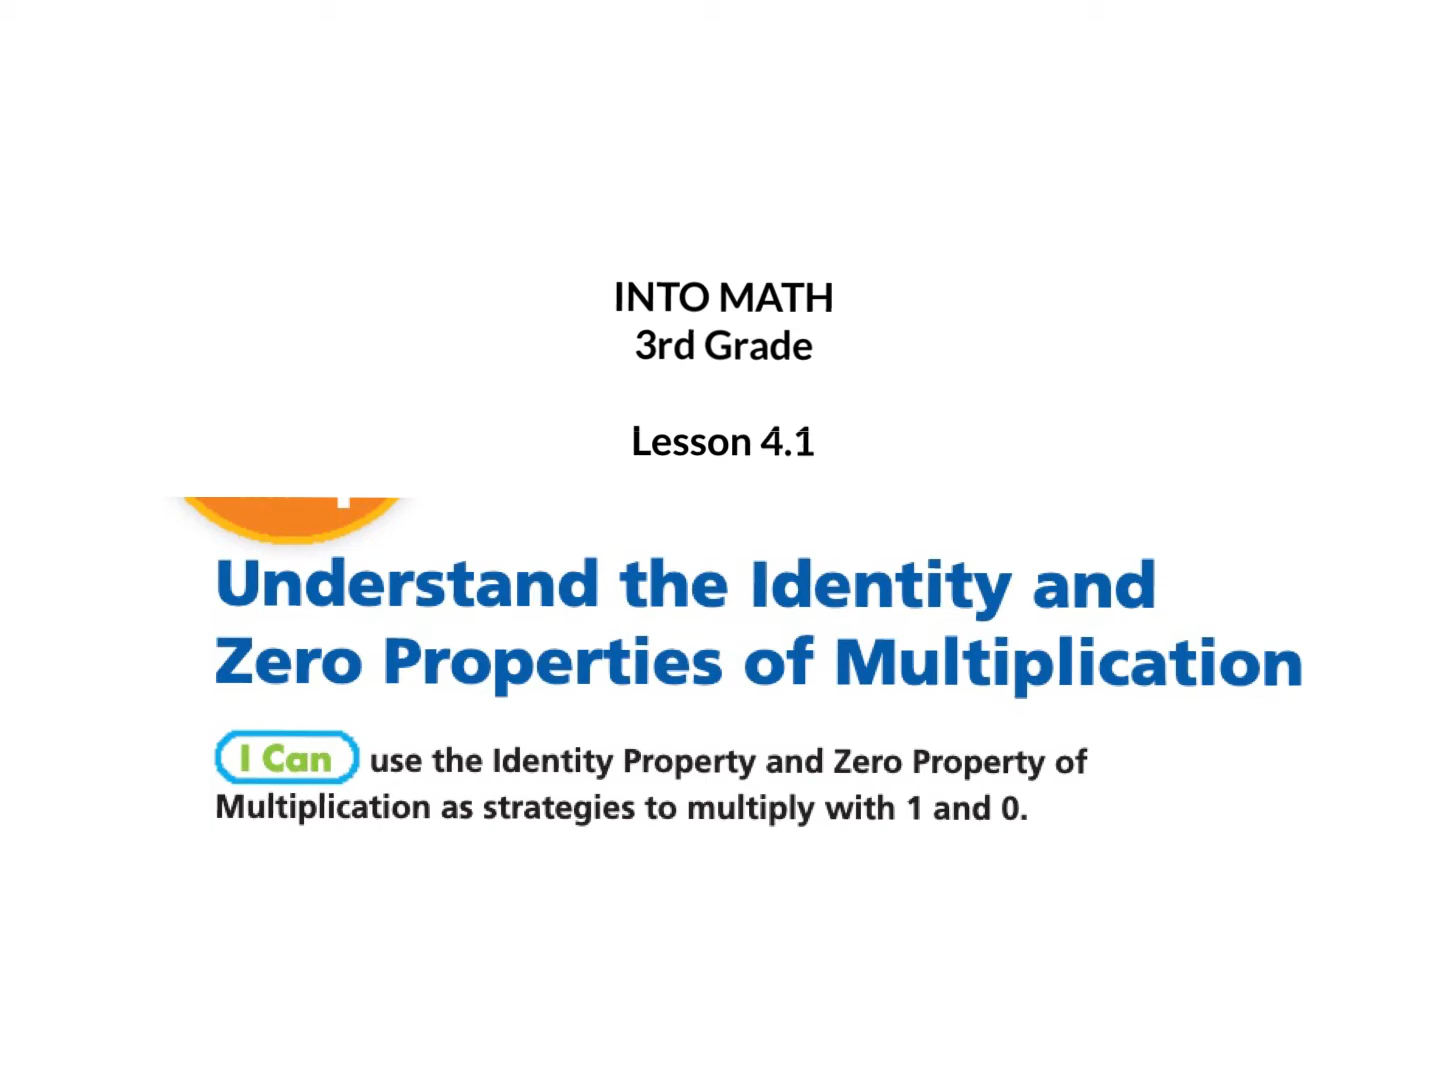 INTO MATH
3rd Grade
Lesson 4.1
Understand the Identity and
Zero Properties of Multiplication
I Can use the Identity Property and Zero Property of
Multiplication as strategies to multiply with 1 and 0.